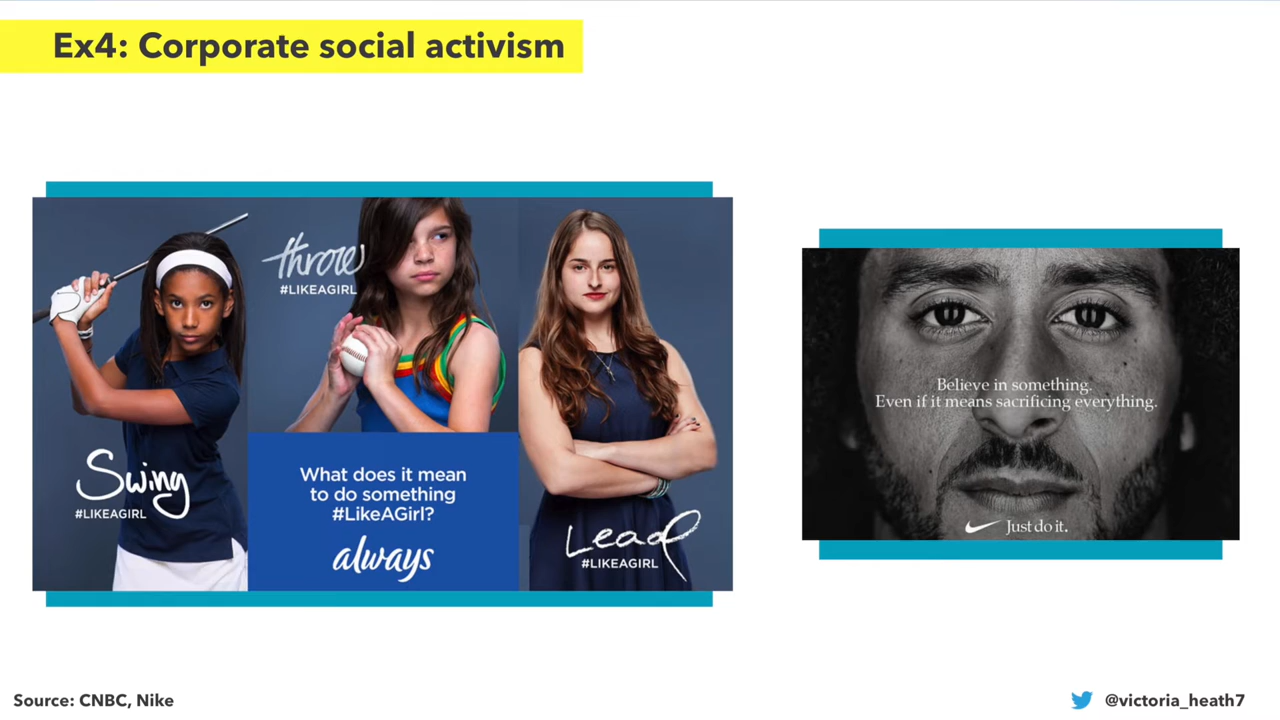 Ex4: Corporate social activism
throw
#LIKEAGIRL
Swing
#LIKEAGIRL
What does it mean
to do something
#LikeAGirl?
always
Lead
#LIKEAGIRL
Believe in something.
Even if it means sacrificing everything.
Just do it.
Source: CNBC, Nike
@victoria_heath7